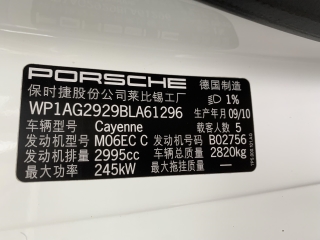 PORSCHE 德国制造
保时捷股份公司莱比锡工厂 1%
WP1AG2929BLA61296 生产年月 09/10
车辆型号 Cayenne 载客人数 5
发动机型号 M06EC C 发动机编号 B02756
发动机排量 2995cc 车辆总质量 2820kg
最大功率 245kW 最大拖挂质量 -